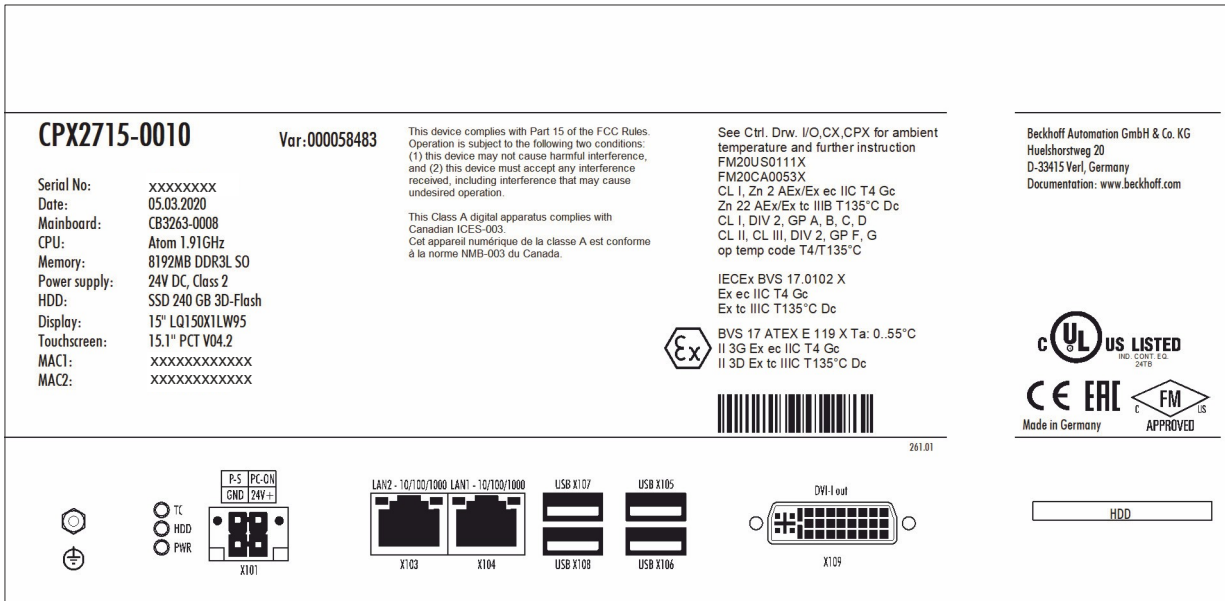 CPX2715-0010
Var:000058483
Serial No: XXXXXXXX
Date: 05.03.2020
Mainboard: CB3263-0008
CPU: Atom 1.91GHz
Memory: 8192MB DDR3L SO
Power supply: 24V DC, Class 2
HDD: SSD 240 GB 3D-Flash
Display: 15" LQ150X1LW95
Touchscreen: 15.1" PCT V04.2
MAC1: XXXXXXXXXXXX
MAC2: XXXXXXXXXXXX
This device complies with Part 15 of the FCC Rules.
Operation is subject to the following two conditions:
(1) this device may not cause harmful interference,
and (2) this device must accept any interference
received, including interference that may cause
undesired operation.
This Class A digital apparatus complies with
Canadian ICES-003.
Cet appareil numérique de la classe A est conforme
à la norme NMB-003 du Canada.
See Ctrl. Drw. I/O,CX,CPX for ambient
temperature and further instruction
FM20US0111X
FM20CA0053X
CL I, Zn 2 AEx/Ex ec IIC T4 Gc
Zn 22 AEx/Ex tc IIIB T135°C Dc
CL I, DIV 2, GP A, B, C, D
CL II, CL III, DIV 2, GP F, G
op temp code T4/T135°C
IECEx BVS 17.0102 X
Ex ec IIC T4 Gc
Ex tc IIIC T135°C Dc
Ex
BVS 17 ATEX E 119 X Ta: 0..55°C
II 3G Ex ec IIC T4 Gc
II 3D Ex tc IIIC T135°C Dc
261.01
Beckhoff Automation GmbH & Co. KG
Huelshorstweg 20
D-33415 Verl, Germany
Documentation: www.beckhoff.com
C UL US LISTED
IND. CONT. EQ.
24TB
CE EAC C FM US
Made in Germany
APPROVED
TC
HDD
PWR
P-S PC-ON
GND 24V+
X101
LAN2 - 10/100/1000 LAN1 - 10/100/1000
X103 X104
USB X107 USB X105
USB X108 USB X106
DVI-I out
X109
HDD